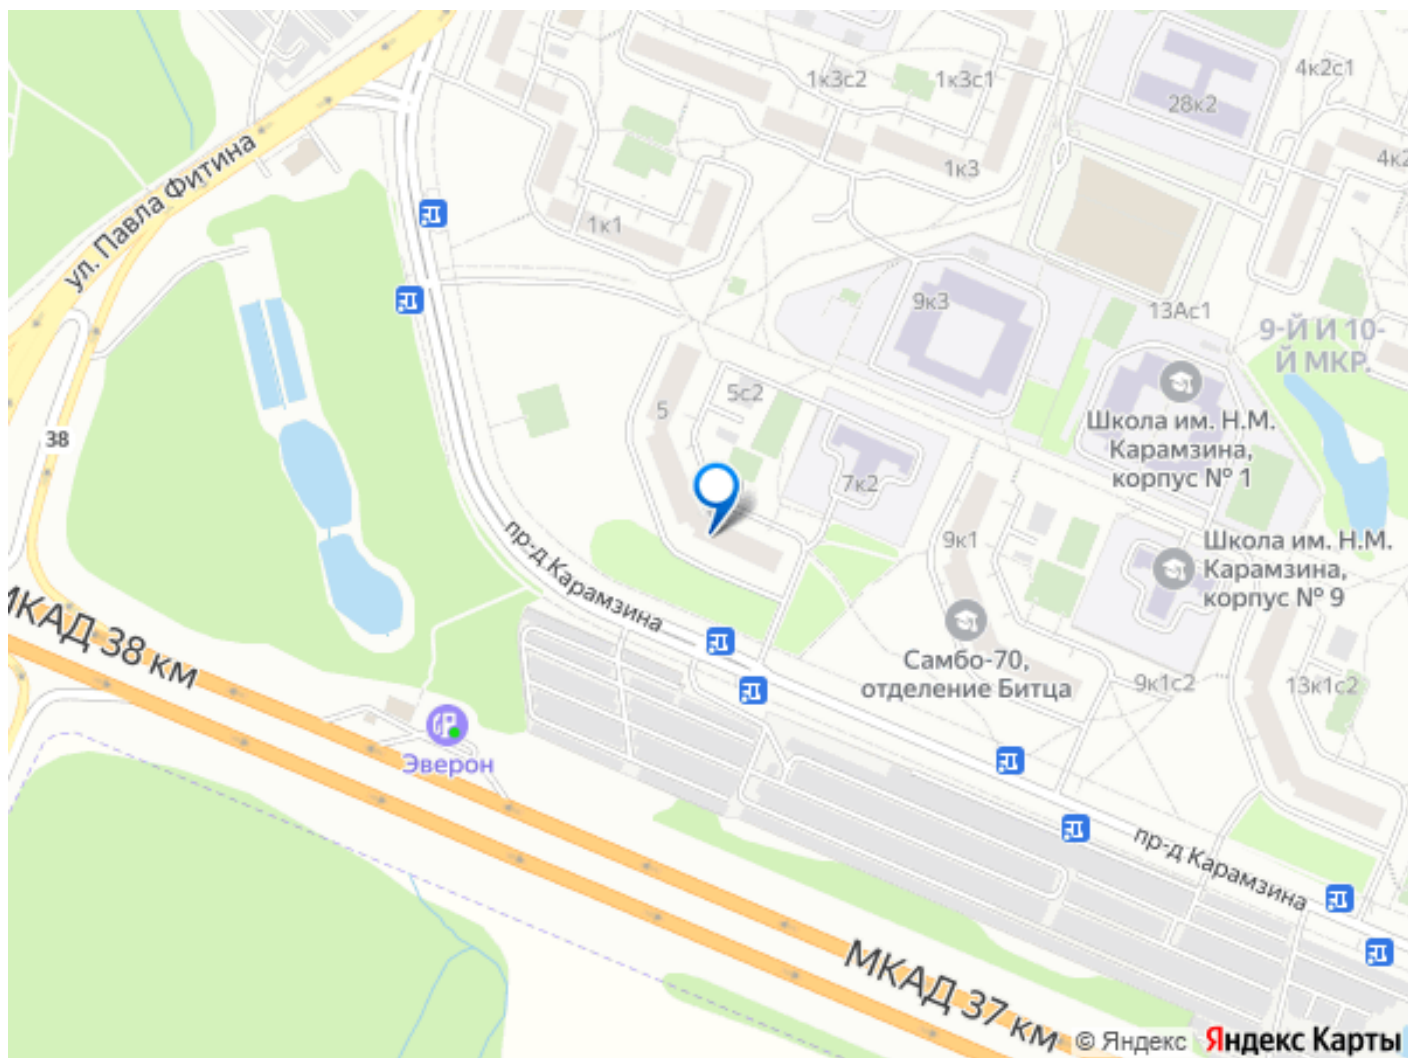 1к3с2
1к3с1
4к2с1
28к2
ул. Павла Фитина
1к3
4к2
1к1
9к3
13Ас1
9-Й И 10-
Й МКР.
5с2
5
Школа им. Н.М.
Карамзина,
корпус № 1
38
7к2
9к1
Школа им. Н.М.
Карамзина,
корпус № 9
пр-д Карамзина
МКАД 38 км
Самбо-70,
отделение Битца
9к1с2
13к1с2
Эверон
пр-д Карамзина
МКАД 37 км
© Яндекс Яндекс Карты